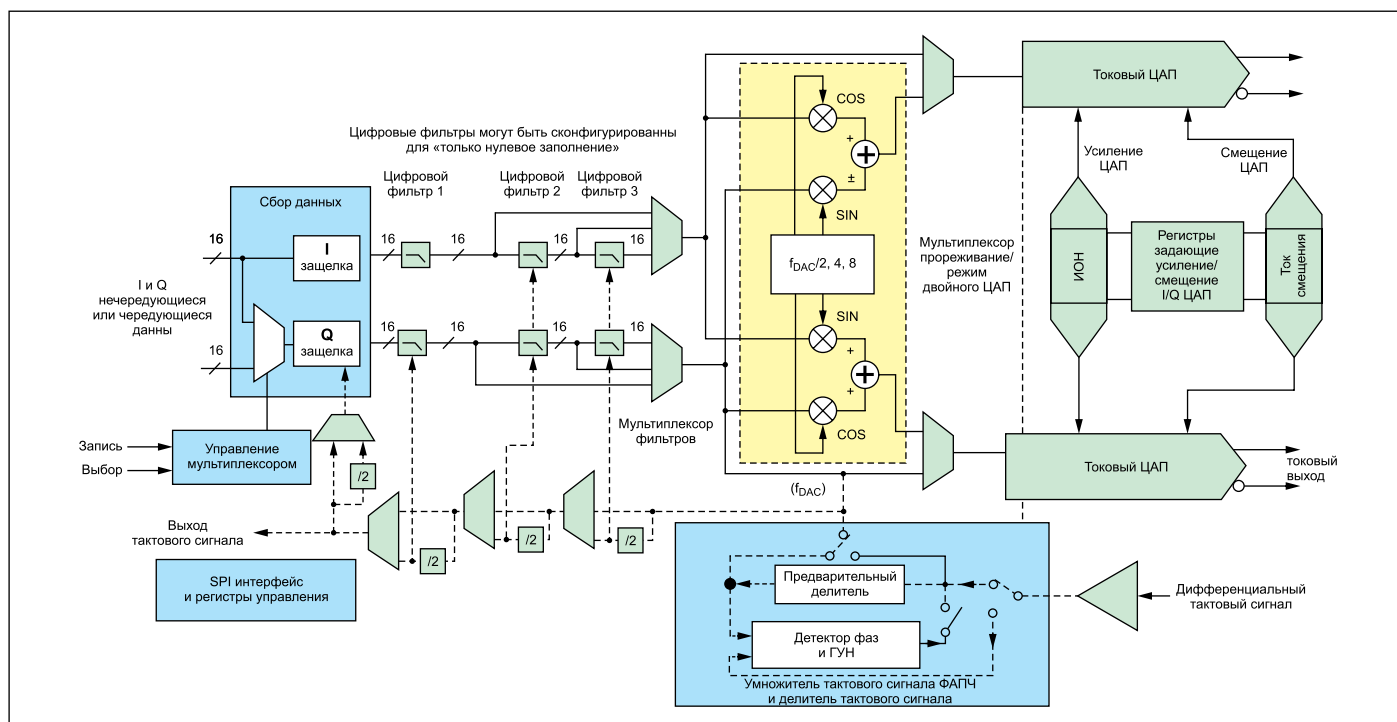 Цифровые фильтры могут быть сконфигурированны
для «только нулевое заполнение»
Цифровой
фильтр 1
Цифровой
фильтр 2
Цифровой
фильтр 3
Сбор данных
16
I
защелка
16
16
16
16
16
I и Q
нечередующиеся
или чередующиеся
данны
16
Q
защелка
16
16
16
16
16
Запись
Выбор
Управление
мультиплексором
/2
Мультиплексор
фильтров
Выход
тактового сигнала
/2
/2
/2
SPI интерфейс
и регистры управления
COS
+
+
±
SIN
fDAC/2, 4, 8
SIN
+
+
+
COS
(fDAC)
Мультиплексор
прореживание/
режим
двойного ЦАП
Токовый ЦАП
Усиление
ЦАП
Смещение
ЦАП
ИОН
Регистры
задающие
усиление/
смещение
I/Q ЦАП
Ток
смещения
Токовый ЦАП
токовый
выход
Предварительный
делитель
Детектор фаз
и ГУН
Умножитель тактового сигнала ФАПЧ
и делитель тактового сигнала
Дифференциальный
тактовый сигнал